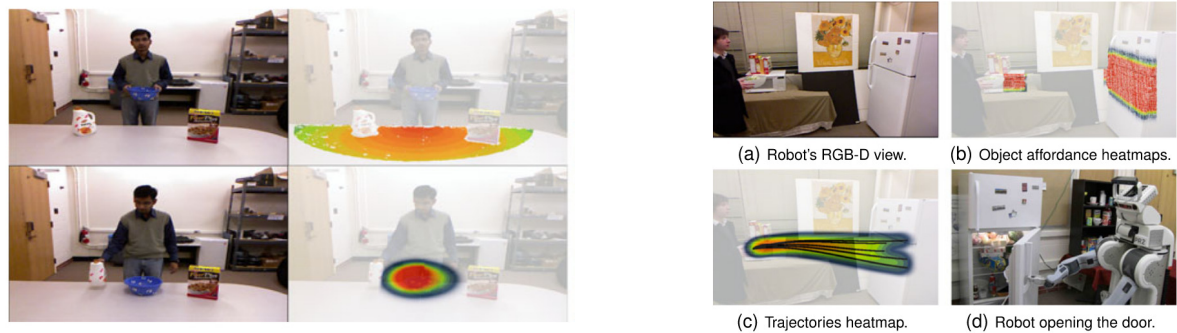 (a) Robot's RGB-D view.
(b) Object affordance heatmaps.
(c) Trajectories heatmap.
(d) Robot opening the door.